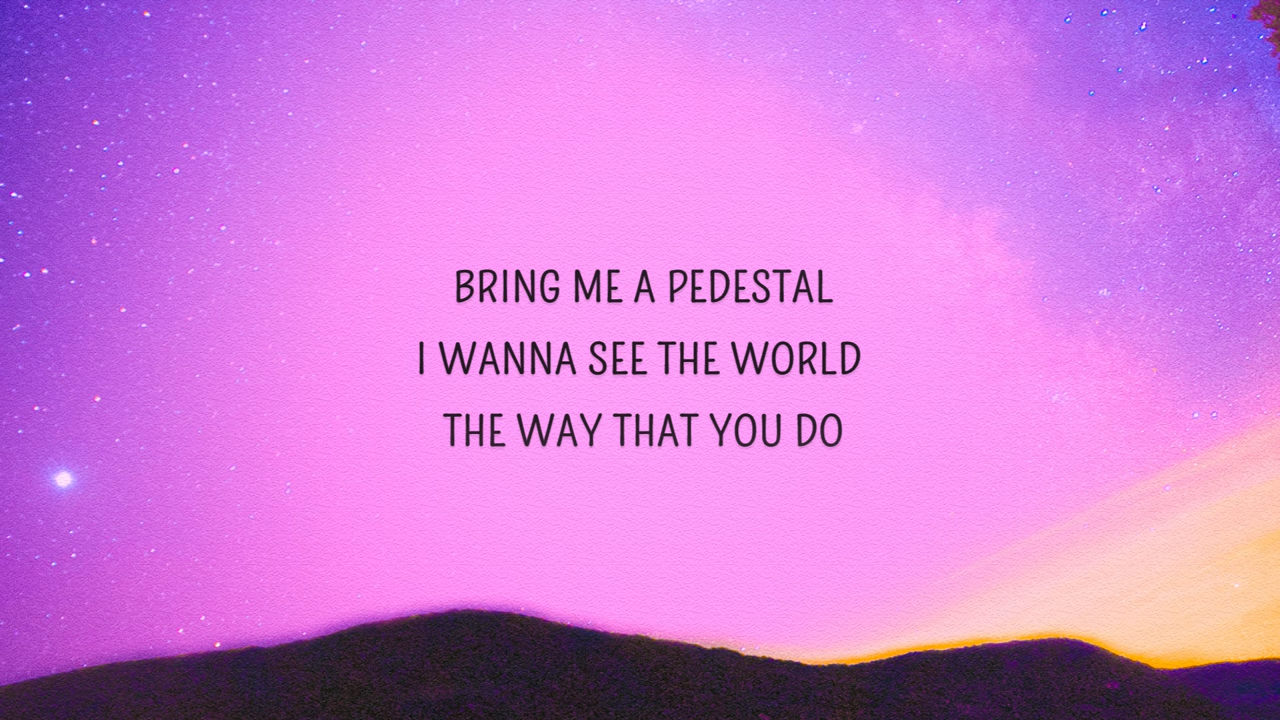 BRING ME A PEDESTAL
I WANNA SEE THE WORLD
THE WAY THAT YOU DO